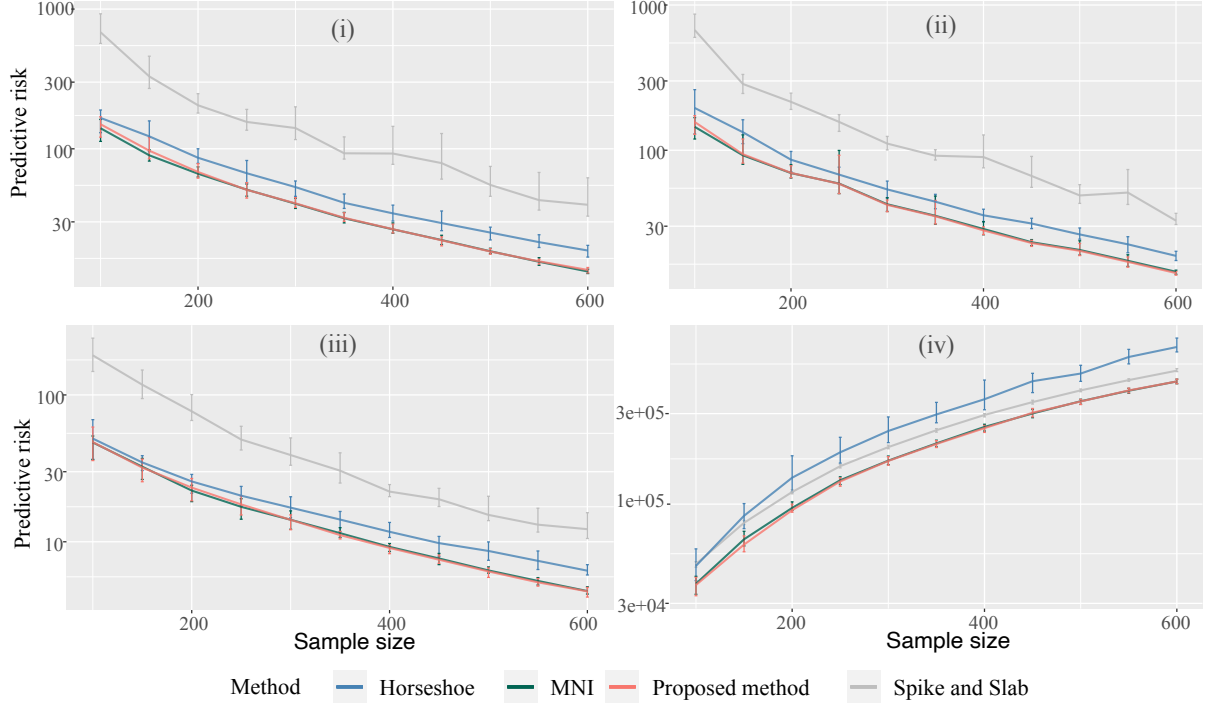 1000
300
100
30
Predictive risk
(i)
200
400
600
1000
300
100
30
(ii)
200
400
600
100
30
10
Predictive risk
(iii)
200
400
600
Sample size
3e+05
1e+05
3e+04
(iv)
200
400
600
Sample size
Method Horseshoe MNI Proposed method Spike and Slab